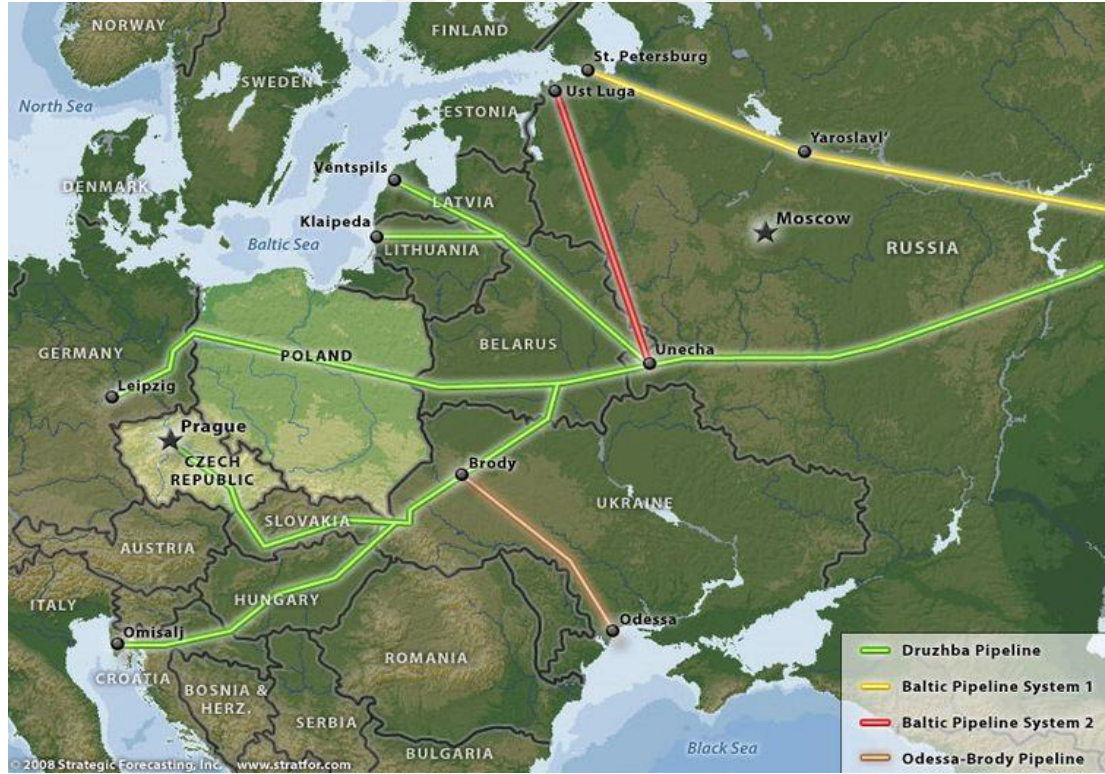 NORWAY
FINLAND
St. Petersburg
SWEDEN
Ust Luga
North Sea
ESTONIA
Yaroslavl'
Ventspils
DENMARK
LATVIA
Klaipeda
Moscow
Baltic Sea
LITHUANIA
RUSSIA
BELARUS
Unecha
GERMANY
POLAND
Leipzig
Prague
CZECH
REPUBLIC
Brody
UKRAINE
SLOVAKIA
AUSTRIA
HUNGARY
ITALY
Omisalj
Odessa
ROMANIA
CROATIA
BOSNIA &
HERZ.
SERBIA
BULGARIA
Black Sea
Druzhba Pipeline
Baltic Pipeline System 1
Baltic Pipeline System 2
Odessa-Brody Pipeline
© 2008 Strategic Forecasting, Inc. www.stratfor.com